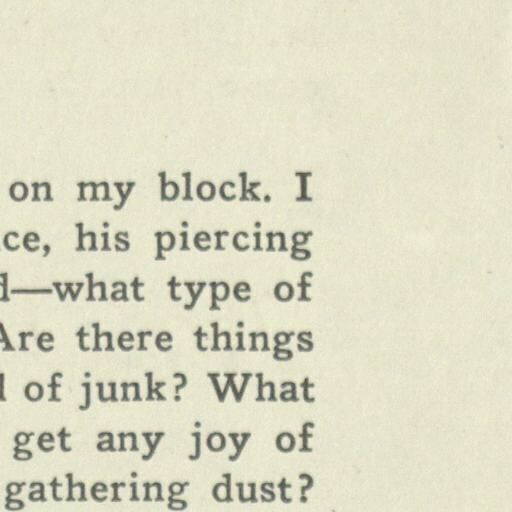 on my block. I
ce, his piercing
d—what type of
Are there things
of junk? What
get any joy of
gathering dust?